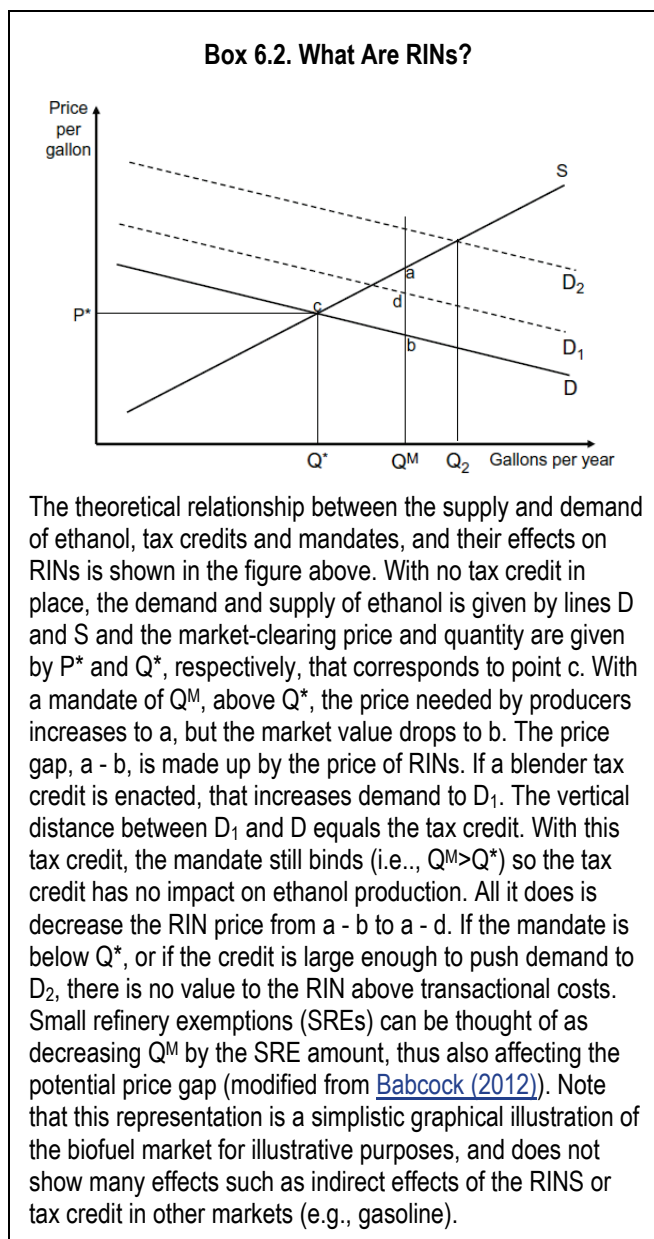 Box 6.2. What Are RINs?
Price
per
gallon
S
a
D₂
d
c
P*
D₁
b
D
Q* Qᴹ Q₂ Gallons per year
The theoretical relationship between the supply and demand
of ethanol, tax credits and mandates, and their effects on
RINs is shown in the figure above. With no tax credit in
place, the demand and supply of ethanol is given by lines D
and S and the market-clearing price and quantity are given
by P* and Q*, respectively, that corresponds to point c. With
a mandate of Qᴹ, above Q*, the price needed by producers
increases to a, but the market value drops to b. The price
gap, a - b, is made up by the price of RINs. If a blender tax
credit is enacted, that increases demand to D₁. The vertical
distance between D₁ and D equals the tax credit. With this
tax credit, the mandate still binds (i.e.., Qᴹ>Q*) so the tax
credit has no impact on ethanol production. All it does is
decrease the RIN price from a - b to a - d. If the mandate is
below Q*, or if the credit is large enough to push demand to
D₂, there is no value to the RIN above transactional costs.
Small refinery exemptions (SREs) can be thought of as
decreasing Qᴹ by the SRE amount, thus also affecting the
potential price gap (modified from Babcock (2012)). Note
that this representation is a simplistic graphical illustration of
the biofuel market for illustrative purposes, and does not
show many effects such as indirect effects of the RINS or
tax credit in other markets (e.g., gasoline).